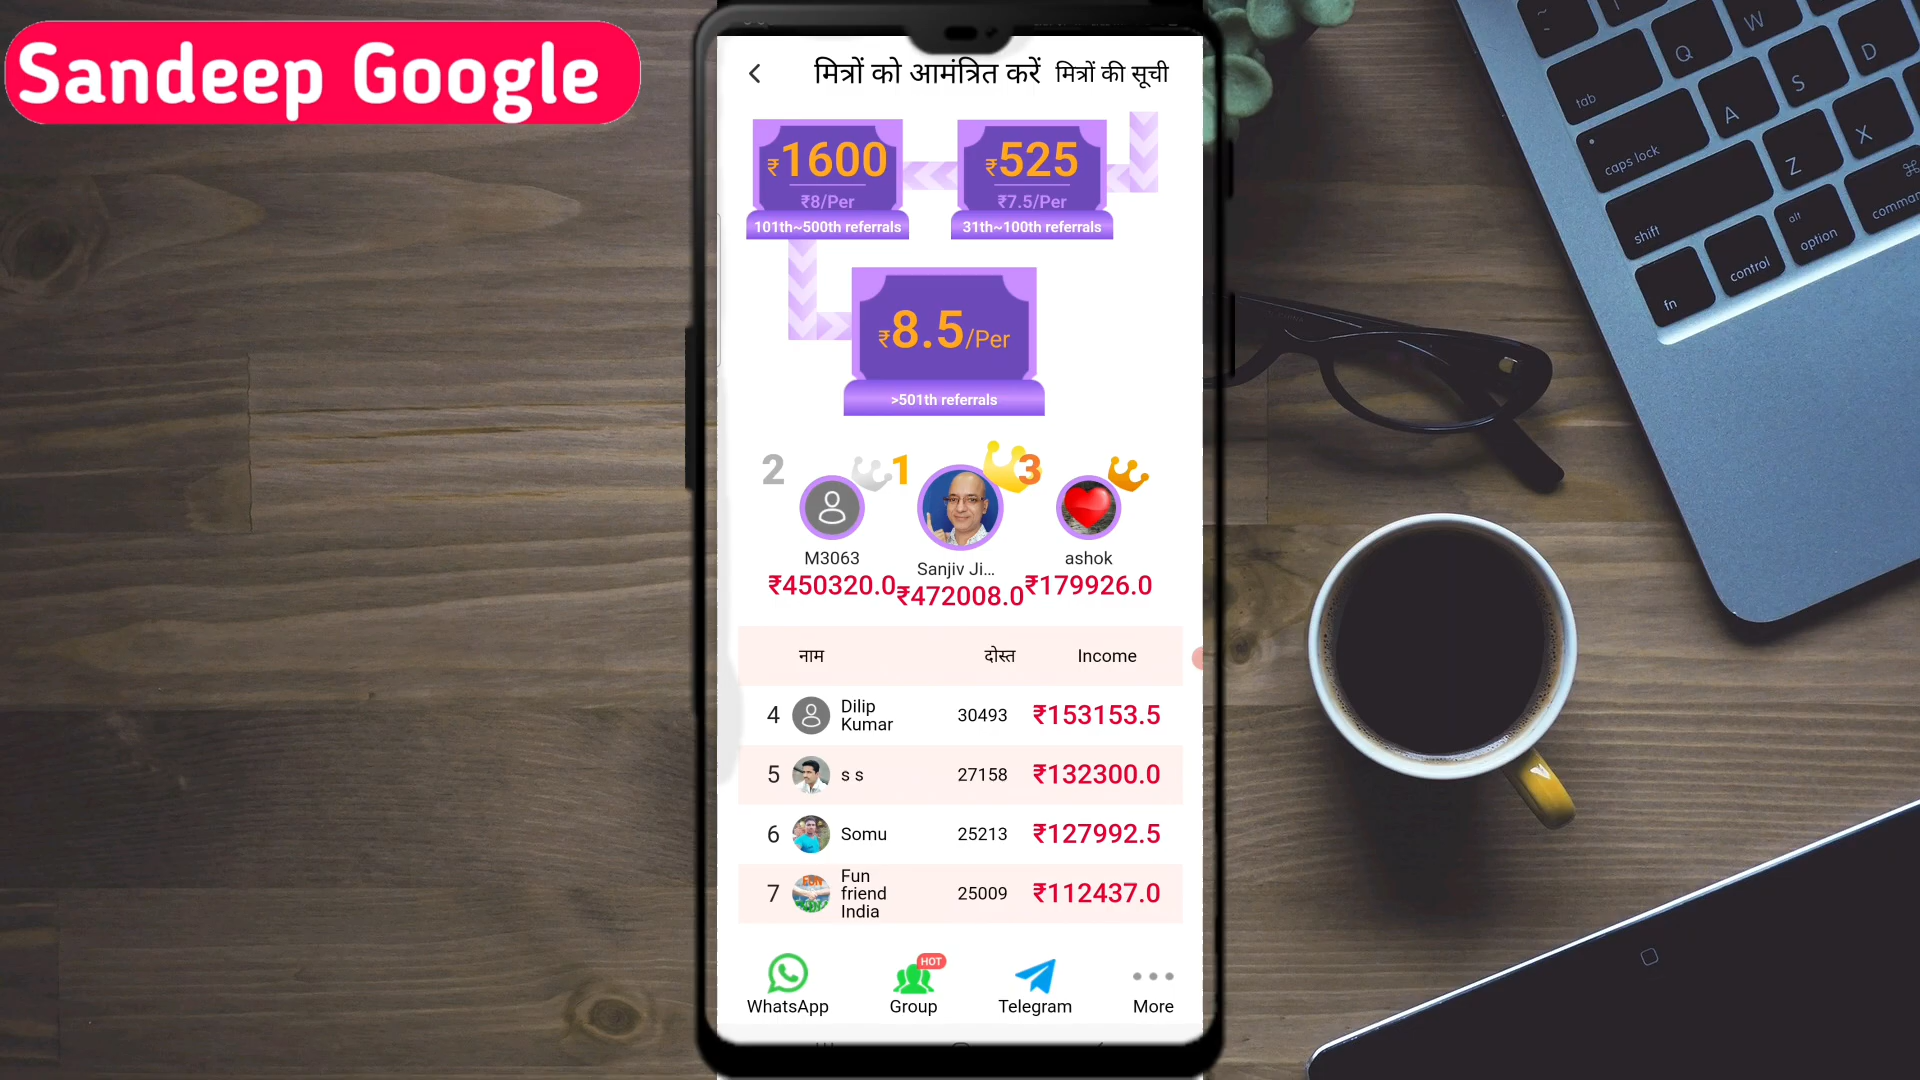 Sandeep Google
मित्रों को आमंत्रित करें मित्रों की सूची
₹1600
₹8/Per
101th~500th referrals
₹525
₹7.5/Per
31th~100th referrals
₹8.5/Per
>501th referrals
2
1
3
M3063
₹450320.0
Sanjiv Ji...
₹472008.0
ashok
₹179926.0
नाम दोस्त Income
4 Dilip Kumar 30493 ₹153153.5
5 s s 27158 ₹132300.0
6 Somu 25213 ₹127992.5
7 Fun friend India 25009 ₹112437.0
HOT
WhatsApp Group Telegram More
Q W
tab A S D
caps lock Z X
shift alt command
fn control option